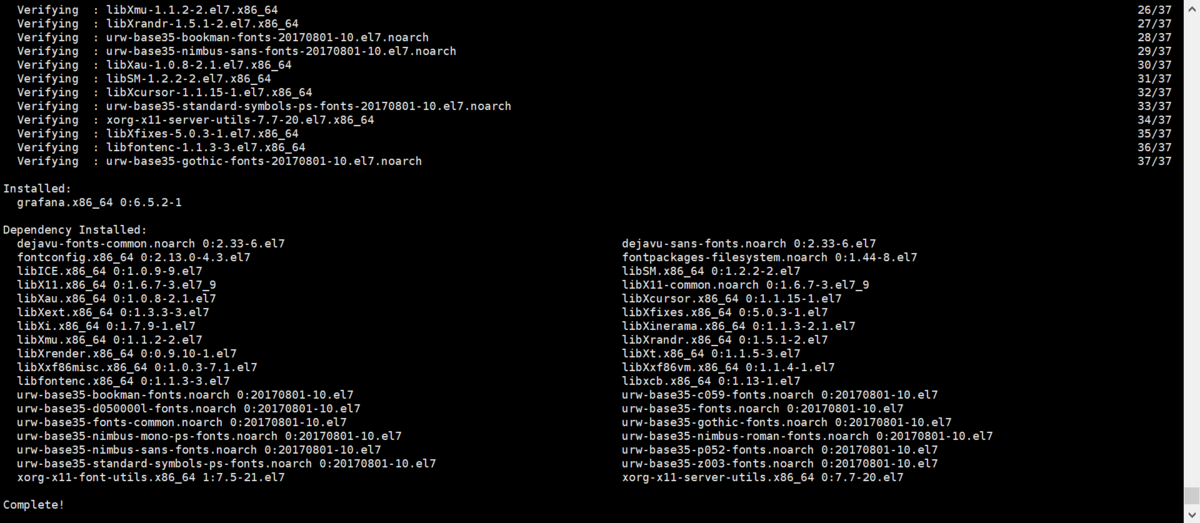 Verifying  : libXmu-1.1.2-2.el7.x86_64 26/37
Verifying  : libXrandr-1.5.1-2.el7.x86_64 27/37
Verifying  : urw-base35-bookman-fonts-20170801-10.el7.noarch 28/37
Verifying  : urw-base35-nimbus-sans-fonts-20170801-10.el7.noarch 29/37
Verifying  : libXau-1.0.8-2.1.el7.x86_64 30/37
Verifying  : libSM-1.2.2-2.el7.x86_64 31/37
Verifying  : libXcursor-1.1.15-1.el7.x86_64 32/37
Verifying  : urw-base35-standard-symbols-ps-fonts-20170801-10.el7.noarch 33/37
Verifying  : xorg-x11-server-utils-7.7-20.el7.x86_64 34/37
Verifying  : libXfixes-5.0.3-1.el7.x86_64 35/37
Verifying  : libfontenc-1.1.3-3.el7.x86_64 36/37
Verifying  : urw-base35-gothic-fonts-20170801-10.el7.noarch 37/37
Installed:
grafana.x86_64 0:6.5.2-1
Dependency Installed:
dejavu-fonts-common.noarch 0:2.33-6.el7 dejavu-sans-fonts.noarch 0:2.33-6.el7
fontconfig.x86_64 0:2.13.0-4.3.el7 fontpackages-filesystem.noarch 0:1.44-8.el7
libICE.x86_64 0:1.0.9-9.el7 libSM.x86_64 0:1.2.2-2.el7
libX11.x86_64 0:1.6.7-3.el7_9 libX11-common.noarch 0:1.6.7-3.el7_9
libXau.x86_64 0:1.0.8-2.1.el7 libXcursor.x86_64 0:1.1.15-1.el7
libXext.x86_64 0:1.3.3-3.el7 libXfixes.x86_64 0:5.0.3-1.el7
libXi.x86_64 0:1.7.9-1.el7 libXinerama.x86_64 0:1.1.3-2.1.el7
libXmu.x86_64 0:1.1.2-2.el7 libXrandr.x86_64 0:1.5.1-2.el7
libXrender.x86_64 0:0.9.10-1.el7 libXt.x86_64 0:1.1.5-3.el7
libXxf86misc.x86_64 0:1.0.3-7.1.el7 libXxf86vm.x86_64 0:1.1.4-1.el7
libfontenc.x86_64 0:1.1.3-3.el7 libxcb.x86_64 0:1.13-1.el7
urw-base35-bookman-fonts.noarch 0:20170801-10.el7 urw-base35-c059-fonts.noarch 0:20170801-10.el7
urw-base35-d050000l-fonts.noarch 0:20170801-10.el7 urw-base35-fonts.noarch 0:20170801-10.el7
urw-base35-fonts-common.noarch 0:20170801-10.el7 urw-base35-gothic-fonts.noarch 0:20170801-10.el7
urw-base35-nimbus-mono-ps-fonts.noarch 0:20170801-10.el7 urw-base35-nimbus-roman-fonts.noarch 0:20170801-10.el7
urw-base35-nimbus-sans-fonts.noarch 0:20170801-10.el7 urw-base35-p052-fonts.noarch 0:20170801-10.el7
urw-base35-standard-symbols-ps-fonts.noarch 0:20170801-10.el7 urw-base35-z003-fonts.noarch 0:20170801-10.el7
xorg-x11-font-utils.x86_64 1:7.5-21.el7 xorg-x11-server-utils.x86_64 0:7.7-20.el7
Complete!